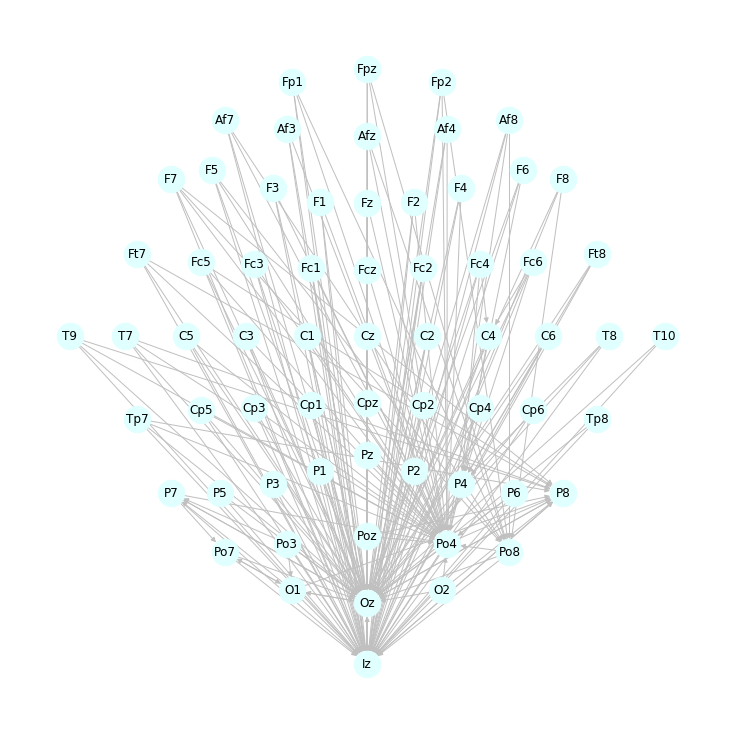 Fpz
Fp1 Fp2
Af7 Af3 Afz Af4 Af8
F7 F5 F3 F1 Fz F2 F4 F6 F8
Ft7 Fc5 Fc3 Fc1 Fcz Fc2 Fc4 Fc6 Ft8
T9 T7 C5 C3 C1 Cz C2 C4 C6 T8 T10
Tp7 Cp5 Cp3 Cp1 Cpz Cp2 Cp4 Cp6 Tp8
P7 P5 P3 P1 Pz P2 P4 P6 P8
Po7 Po3 Poz Po4 Po8
O1 Oz O2
Iz